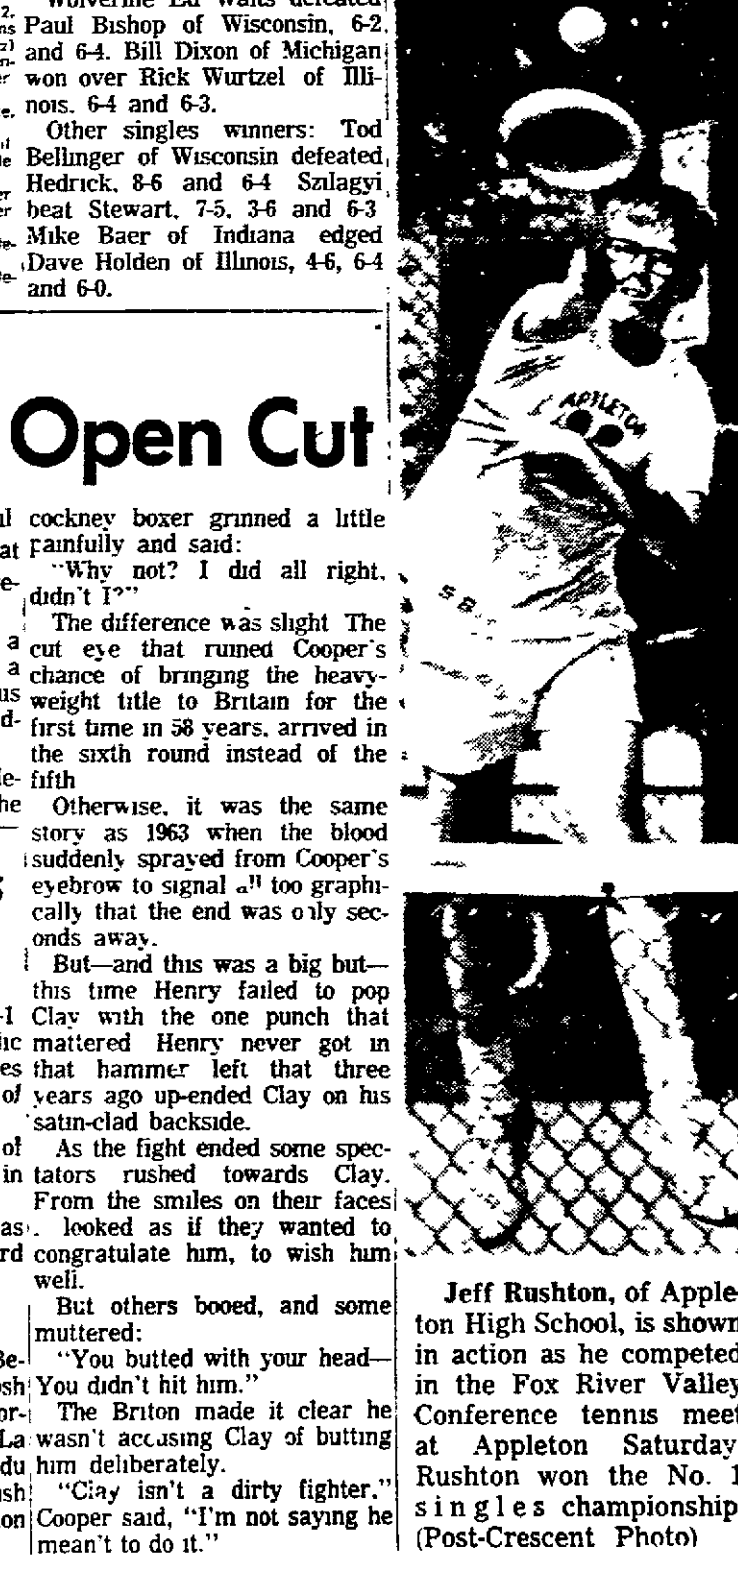 Wolverine Ed Waits defeated
Paul Bishop of Wisconsin, 6-2,
and 6-4. Bill Dixon of Michigan
won over Rick Wurtzel of Illi-
nois. 6-4 and 6-3.
Other singles winners: Tod
Bellinger of Wisconsin defeated
Hedrick, 8-6 and 6-4 Szilagyi
beat Stewart, 7-5, 3-6 and 6-3
Mike Baer of Indiana edged
Dave Holden of Illinois, 4-6, 6-4
and 6-0.
Open Cut
cockney boxer grinned a little
painfully and said:
"Why not? I did all right,
didn't I?"
The difference was slight The
cut eye that ruined Cooper's
chance of bringing the heavy-
weight title to Britain for the
first time in 58 years, arrived in
the sixth round instead of the
fifth
Otherwise, it was the same
story as 1963 when the blood
suddenly sprayed from Cooper's
eyebrow to signal all too graphi-
cally that the end was only sec-
onds away.
But—and this was a big but—
this time Henry failed to pop
Clay with the one punch that
mattered Henry never got in
that hammer left that three
years ago up-ended Clay on his
satin-clad backside.
As the fight ended some spec-
tators rushed towards Clay.
From the smiles on their faces
looked as if they wanted to
congratulate him, to wish him
well.
But others booed, and some
muttered:
"You butted with your head—
You didn't hit him."
The Briton made it clear he
wasn't accusing Clay of butting
him deliberately.
"Clay isn't a dirty fighter,"
Cooper said, "I'm not saying he
mean't to do it."
APPLETON
58
Jeff Rushton, of Apple-
ton High School, is shown
in action as he competed
in the Fox River Valley
Conference tennis meet
at Appleton Saturday
Rushton won the No. 1
singles championship
(Post-Crescent Photo)